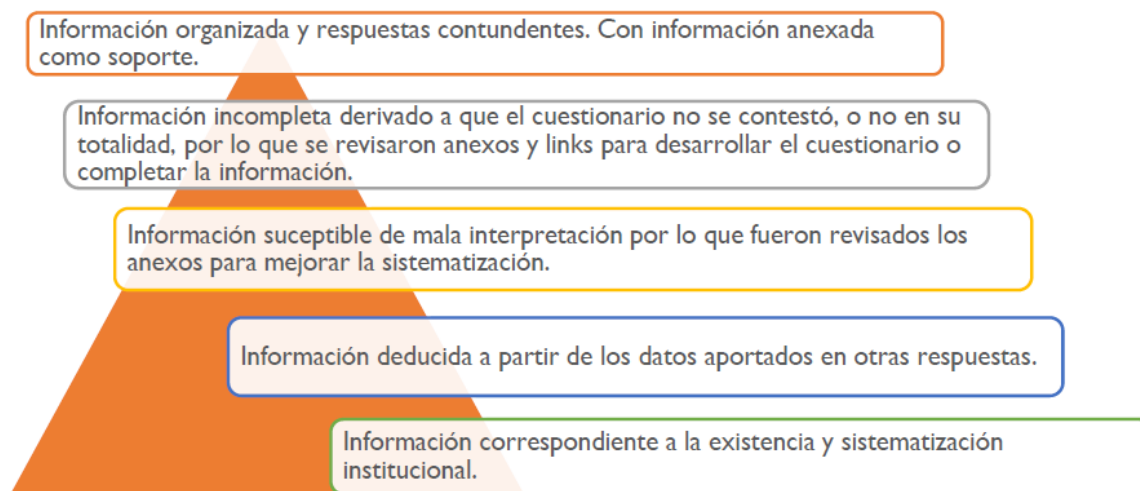 Información organizada y respuestas contundentes. Con información anexada
como soporte.
Información incompleta derivado a que el cuestionario no se contestó, o no en su
totalidad, por lo que se revisaron anexos y links para desarrollar el cuestionario o
completar la información.
Información suceptible de mala interpretación por lo que fueron revisados los
anexos para mejorar la sistematización.
Información deducida a partir de los datos aportados en otras respuestas.
Información correspondiente a la existencia y sistematización
institucional.